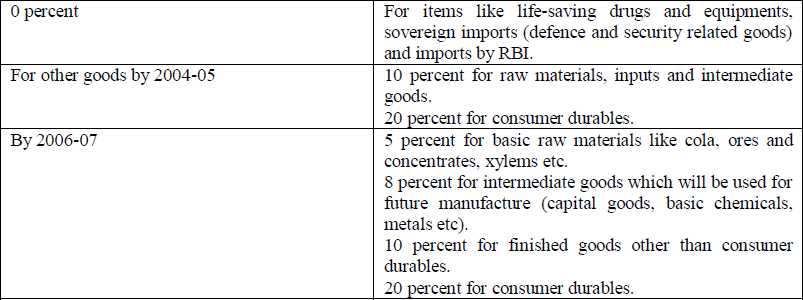 0 percent
For items like life-saving drugs and equipments,
sovereign imports (defence and security related goods)
and imports by RBI.
For other goods by 2004-05
10 percent for raw materials, inputs and intermediate
goods.
20 percent for consumer durables.
By 2006-07
5 percent for basic raw materials like cola, ores and
concentrates, xylems etc.
8 percent for intermediate goods which will be used for
future manufacture (capital goods, basic chemicals,
metals etc).
10 percent for finished goods other than consumer
durables.
20 percent for consumer durables.